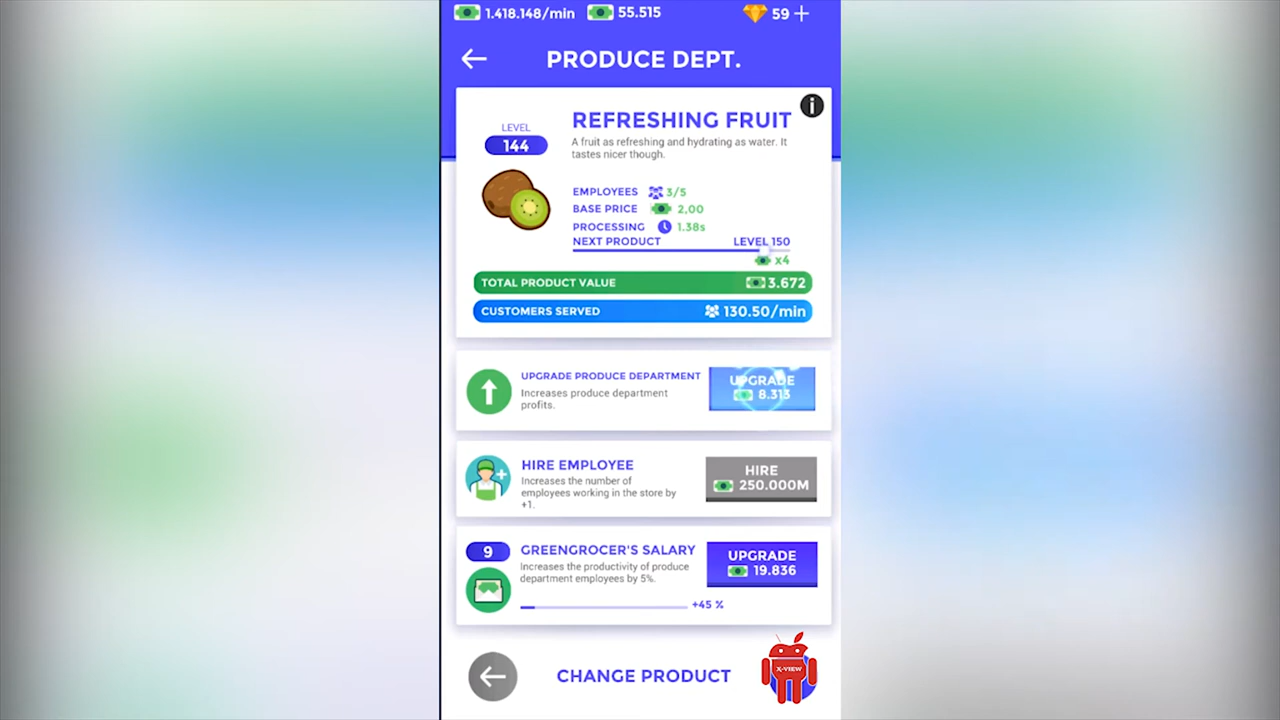 1.418.148/min 55.515 59 +
PRODUCE DEPT.
LEVEL
144
REFRESHING FRUIT
i
A fruit as refreshing and hydrating as water. It
tastes nicer though.
EMPLOYEES 3/5
BASE PRICE 2,00
PROCESSING 1.38s
NEXT PRODUCT LEVEL 150
x4
TOTAL PRODUCT VALUE 3.672
CUSTOMERS SERVED 130.50/min
UPGRADE PRODUCE DEPARTMENT
Increases produce department
profits.
UPGRADE
8.313
HIRE EMPLOYEE
Increases the number of
employees working in the store by
+1.
HIRE
250.000M
9
GREENGROCER'S SALARY
Increases the productivity of produce
department employees by 5%.
+45 %
UPGRADE
19.836
CHANGE PRODUCT
X-VIEW